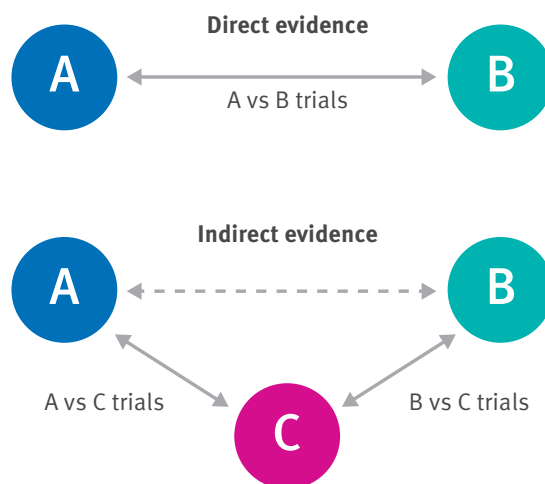 Direct evidence
A
B
A vs B trials
Indirect evidence
A
B
A vs C trials
B vs C trials
C